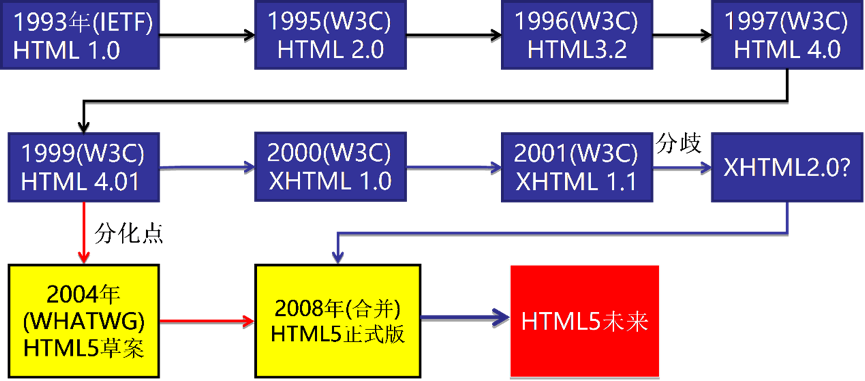 1993年(IETF)
HTML 1.0
1995(W3C)
HTML 2.0
1996(W3C)
HTML3.2
1997(W3C)
HTML 4.0
1999(W3C)
HTML 4.01
2000(W3C)
XHTML 1.0
2001(W3C)
XHTML 1.1
分歧
XHTML2.0?
分化点
2004年
(WHATWG)
HTML5草案
2008年(合并)
HTML5正式版
HTML5未来